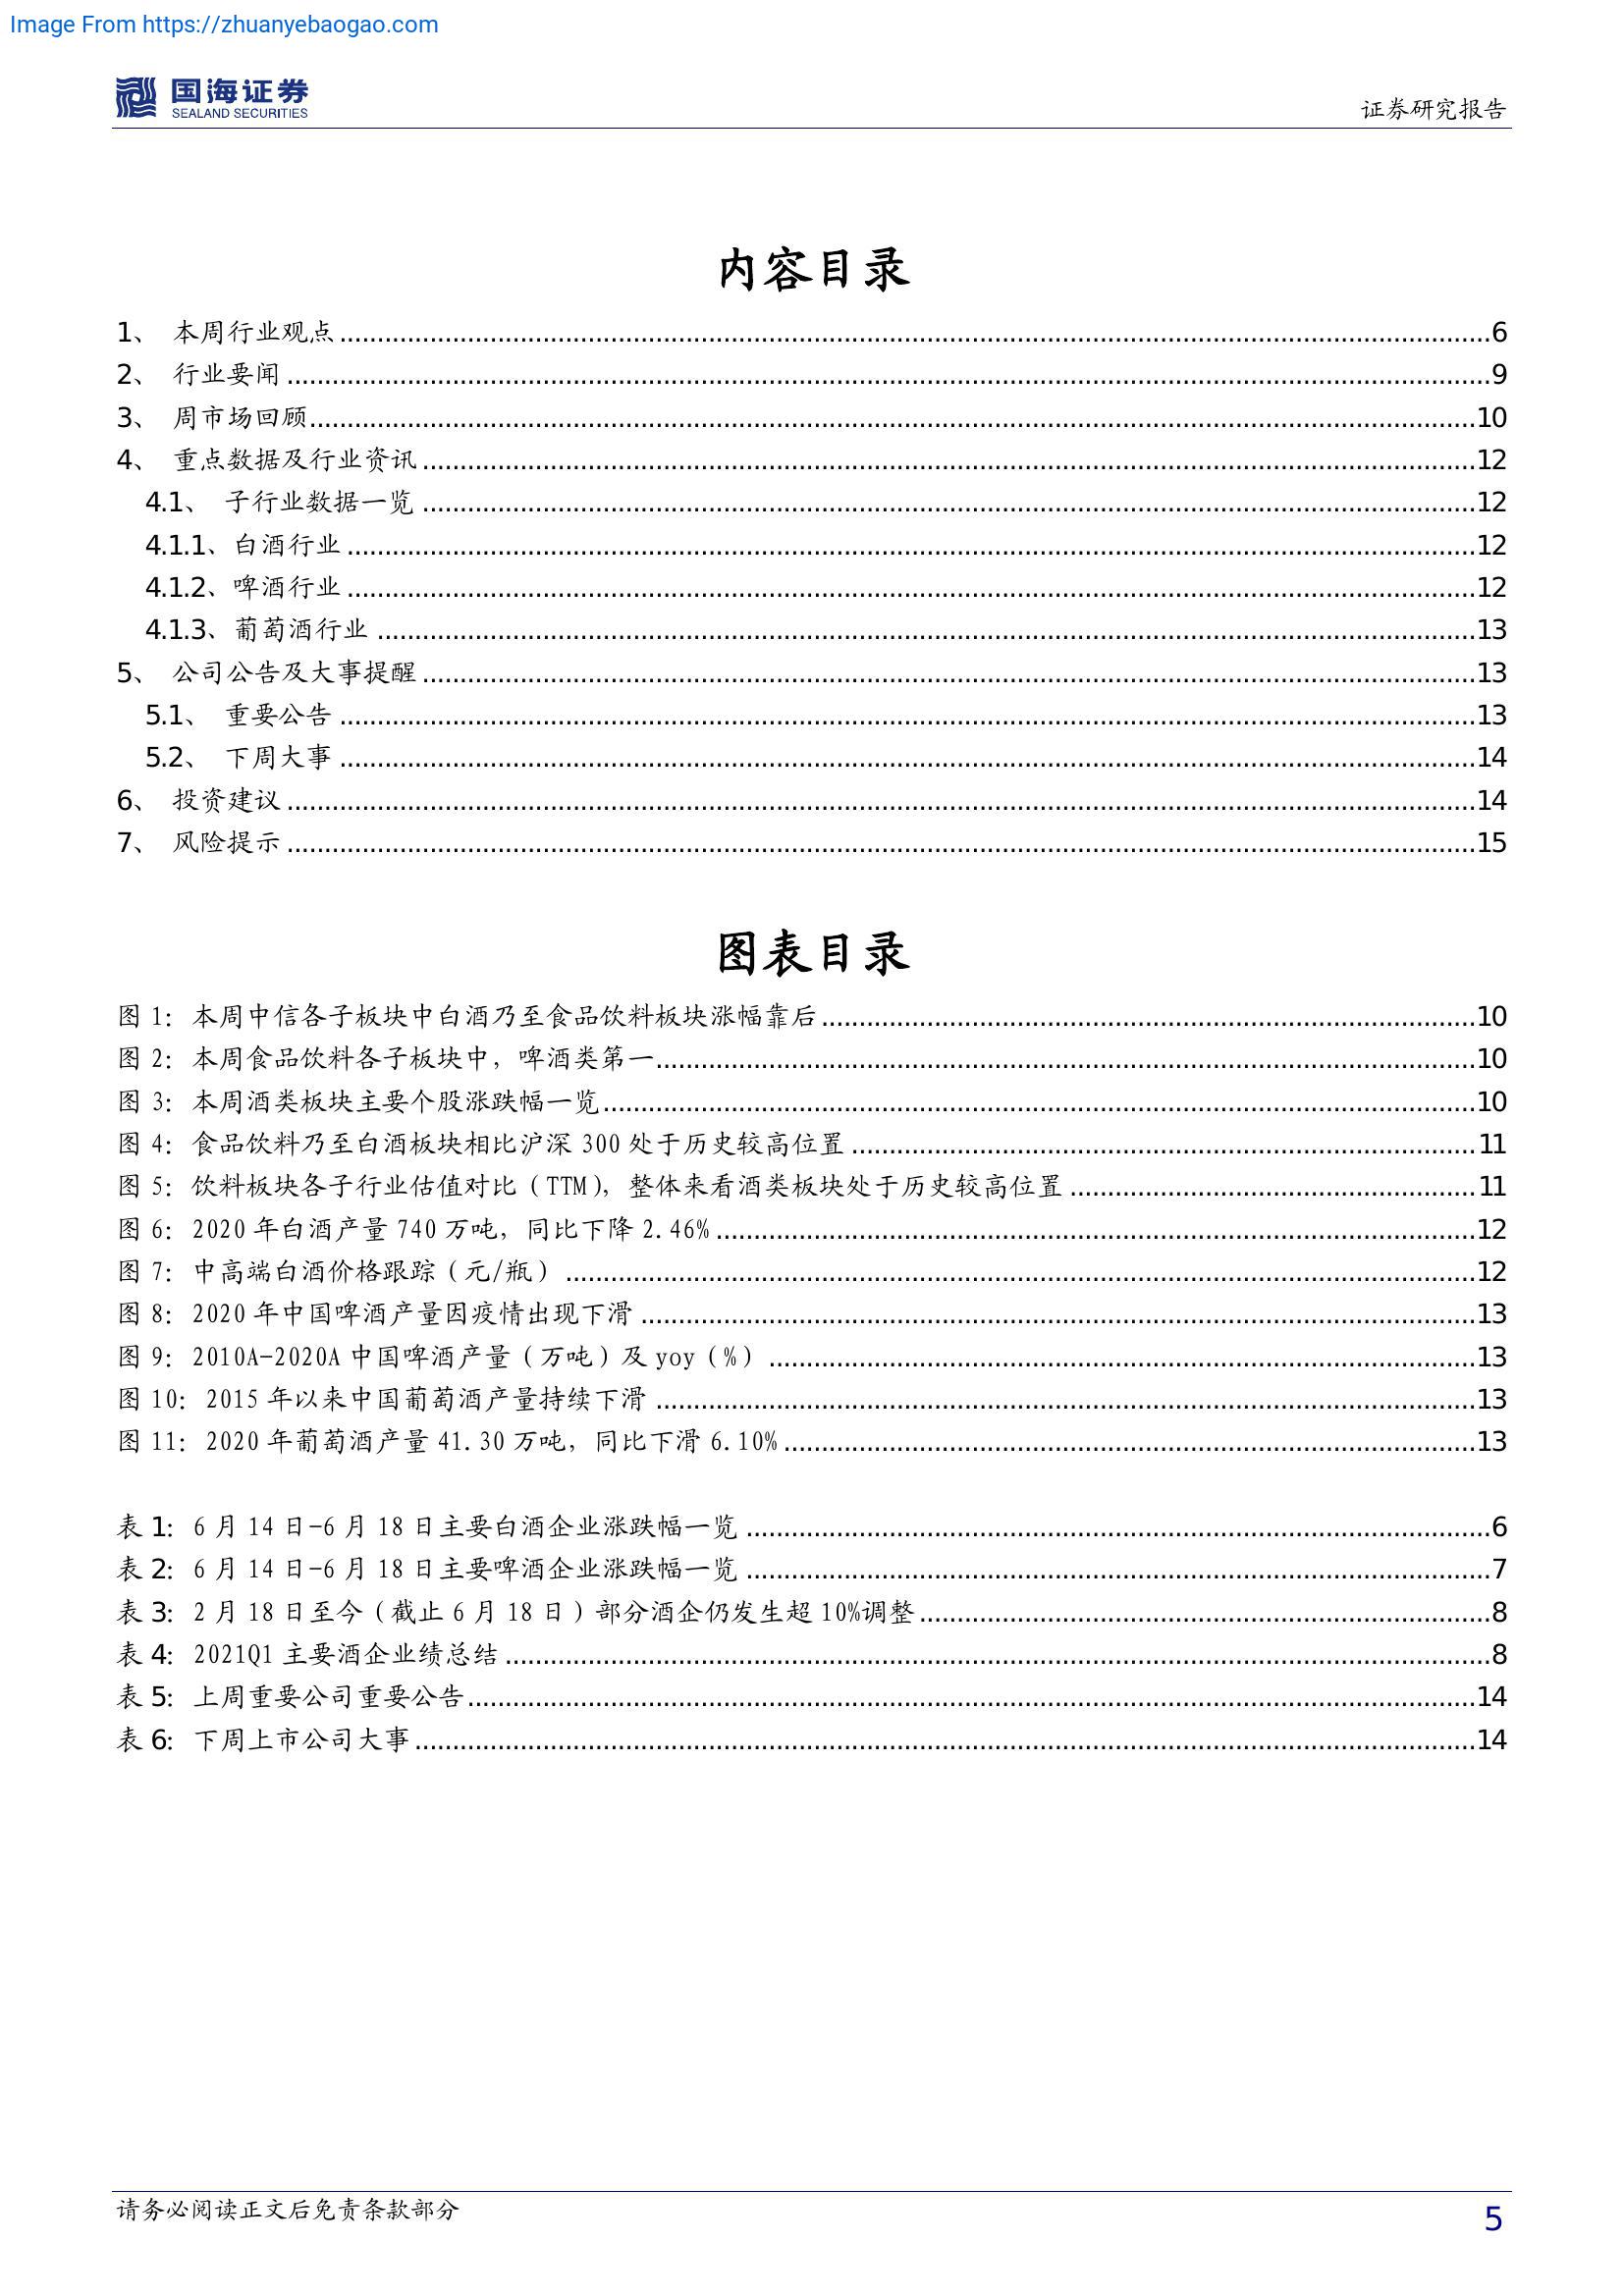 Image From https://zhuanyebaogao.com
国海证券
SEALAND SECURITIES
证券研究报告
内容目录
1、 本周行业观点 6
2、 行业要闻 9
3、 周市场回顾 10
4、 重点数据及行业资讯 12
4.1、 子行业数据一览 12
4.1.1、白酒行业 12
4.1.2、啤酒行业 12
4.1.3、葡萄酒行业 13
5、 公司公告及大事提醒 13
5.1、 重要公告 13
5.2、 下周大事 14
6、 投资建议 14
7、 风险提示 15
图表目录
图 1：本周中信各子板块中白酒乃至食品饮料板块涨幅靠后 10
图 2：本周食品饮料各子板块中，啤酒类第一 10
图 3：本周酒类板块主要个股涨跌幅一览 10
图 4：食品饮料乃至白酒板块相比沪深 300 处于历史较高位置 11
图 5：饮料板块各子行业估值对比（TTM），整体来看酒类板块处于历史较高位置 11
图 6：2020 年白酒产量 740 万吨，同比下降 2.46% 12
图 7：中高端白酒价格跟踪（元/瓶） 12
图 8：2020 年中国啤酒产量因疫情出现下滑 13
图 9：2010A-2020A 中国啤酒产量（万吨）及 yoy（%） 13
图 10：2015 年以来中国葡萄酒产量持续下滑 13
图 11：2020 年葡萄酒产量 41.30 万吨，同比下滑 6.10% 13
表 1：6 月 14 日-6 月 18 日主要白酒企业涨跌幅一览 6
表 2：6 月 14 日-6 月 18 日主要啤酒企业涨跌幅一览 7
表 3：2 月 18 日至今（截止 6 月 18 日）部分酒企仍发生超 10%调整 8
表 4：2021Q1 主要酒企业绩总结 8
表 5：上周重要公司重要公告 14
表 6：下周上市公司大事 14
请务必阅读正文后免责条款部分
5